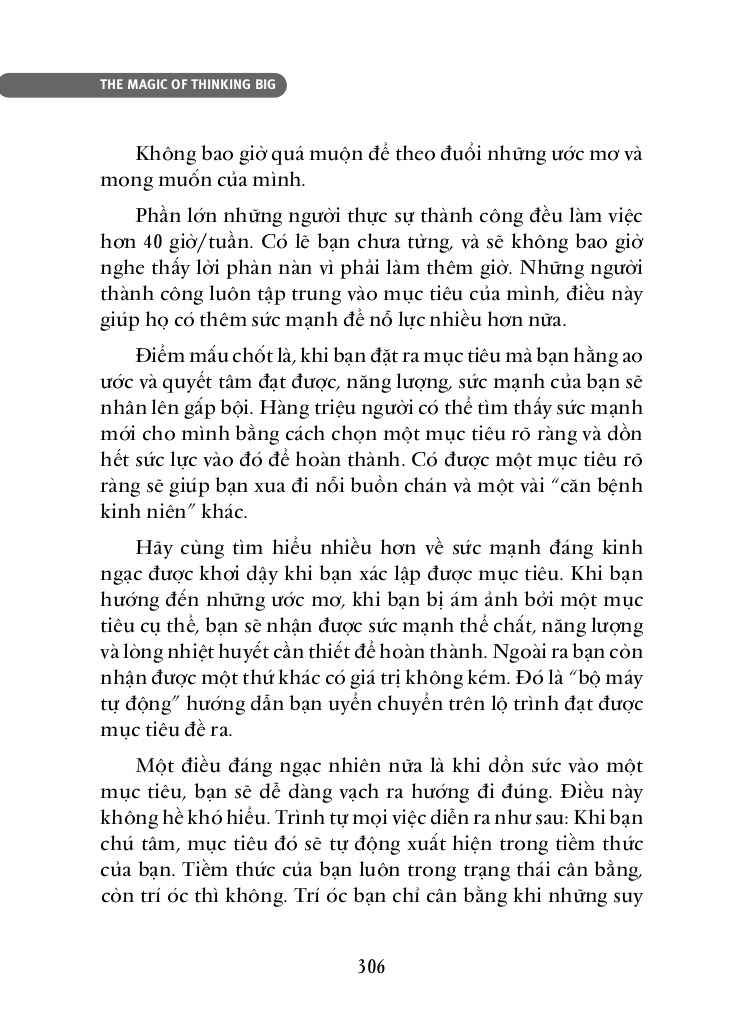 THE MAGIC OF THINKING BIG
Không bao giờ quá muộn để theo đuổi những ước mơ và
mong muốn của mình.
Phần lớn những người thực sự thành công đều làm việc
hơn 40 giờ/tuần. Có lẽ bạn chưa từng, và sẽ không bao giờ
nghe thấy lời phàn nàn vì phải làm thêm giờ. Những người
thành công luôn tập trung vào mục tiêu của mình, điều này
giúp họ có thêm sức mạnh để nỗ lực nhiều hơn nữa.
Điểm mấu chốt là, khi bạn đặt ra mục tiêu mà bạn hằng ao
ước và quyết tâm đạt được, năng lượng, sức mạnh của bạn sẽ
nhân lên gấp bội. Hàng triệu người có thể tìm thấy sức mạnh
mới cho mình bằng cách chọn một mục tiêu rõ ràng và dồn
hết sức lực vào đó để hoàn thành. Có được một mục tiêu rõ
ràng sẽ giúp bạn xua đi nỗi buồn chán và một vài “căn bệnh
kinh niên” khác.
Hãy cùng tìm hiểu nhiều hơn về sức mạnh đáng kinh
ngạc được khơi dậy khi bạn xác lập được mục tiêu. Khi bạn
hướng đến những ước mơ, khi bạn bị ám ảnh bởi một mục
tiêu cụ thể, bạn sẽ nhận được sức mạnh thể chất, năng lượng
và lòng nhiệt huyết cần thiết để hoàn thành. Ngoài ra bạn còn
nhận được một thứ khác có giá trị không kém. Đó là “bộ máy
tự động” hướng dẫn bạn uyển chuyển trên lộ trình đạt được
mục tiêu đề ra.
Một điều đáng ngạc nhiên nữa là khi dồn sức vào một
mục tiêu, bạn sẽ dễ dàng vạch ra hướng đi đúng. Điều này
không hề khó hiểu. Trình tự mọi việc diễn ra như sau: Khi bạn
chú tâm, mục tiêu đó sẽ tự động xuất hiện trong tiềm thức
của bạn. Tiềm thức của bạn luôn trong trạng thái cân bằng,
còn trí óc thì không. Trí óc bạn chỉ cân bằng khi những suy
306